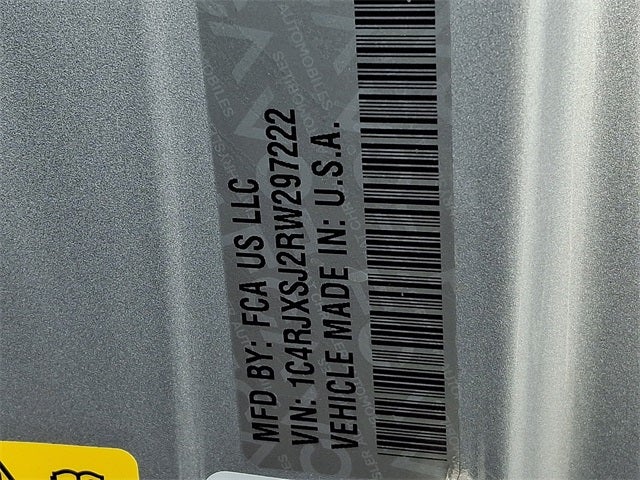 MFD BY: FCA US LLC
VIN: 1C4RJXSJ2RW297222
VEHICLE MADE IN: U.S.A.